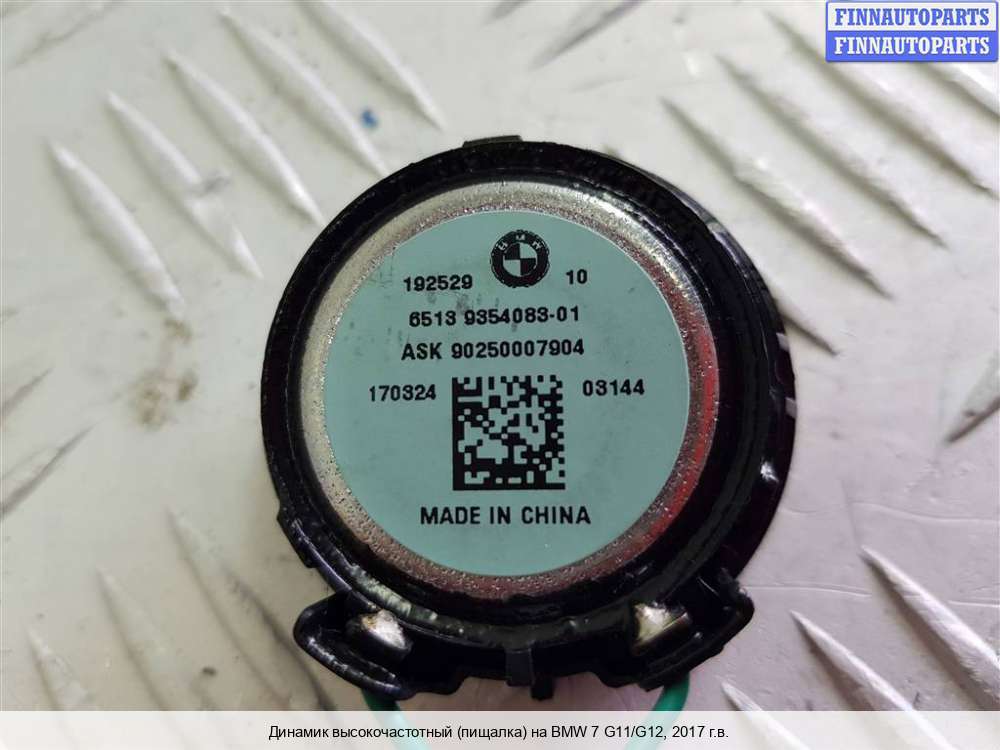 FINNAUTOPARTS
FINNAUTOPARTS
BMW
192529 10
6513 9354083-01
ASK 90250007904
170324 03144
MADE IN CHINA
Динамик высокочастотный (пищалка) на BMW 7 G11/G12, 2017 г.в.